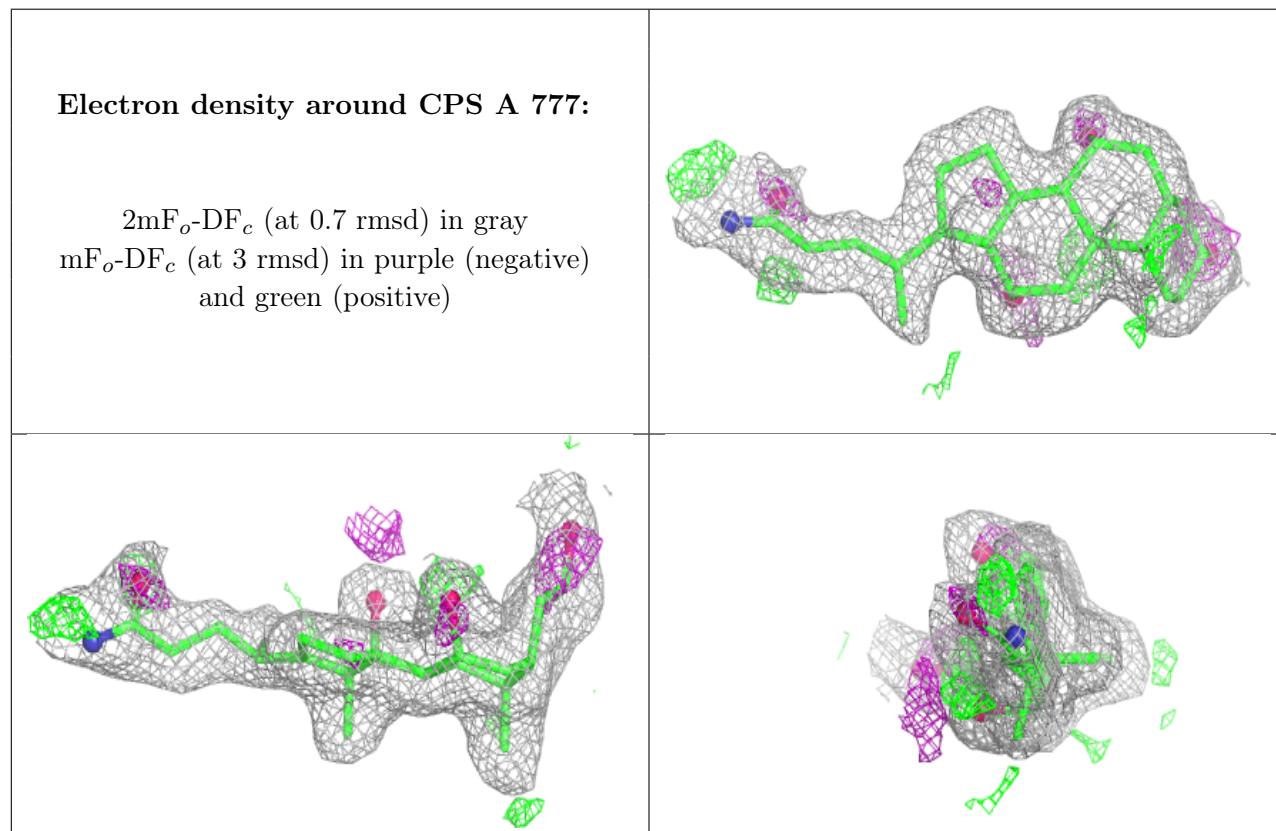 Electron density around CPS A 777:
2mFo-DFc (at 0.7 rmsd) in gray
mFo-DFc (at 3 rmsd) in purple (negative)
and green (positive)